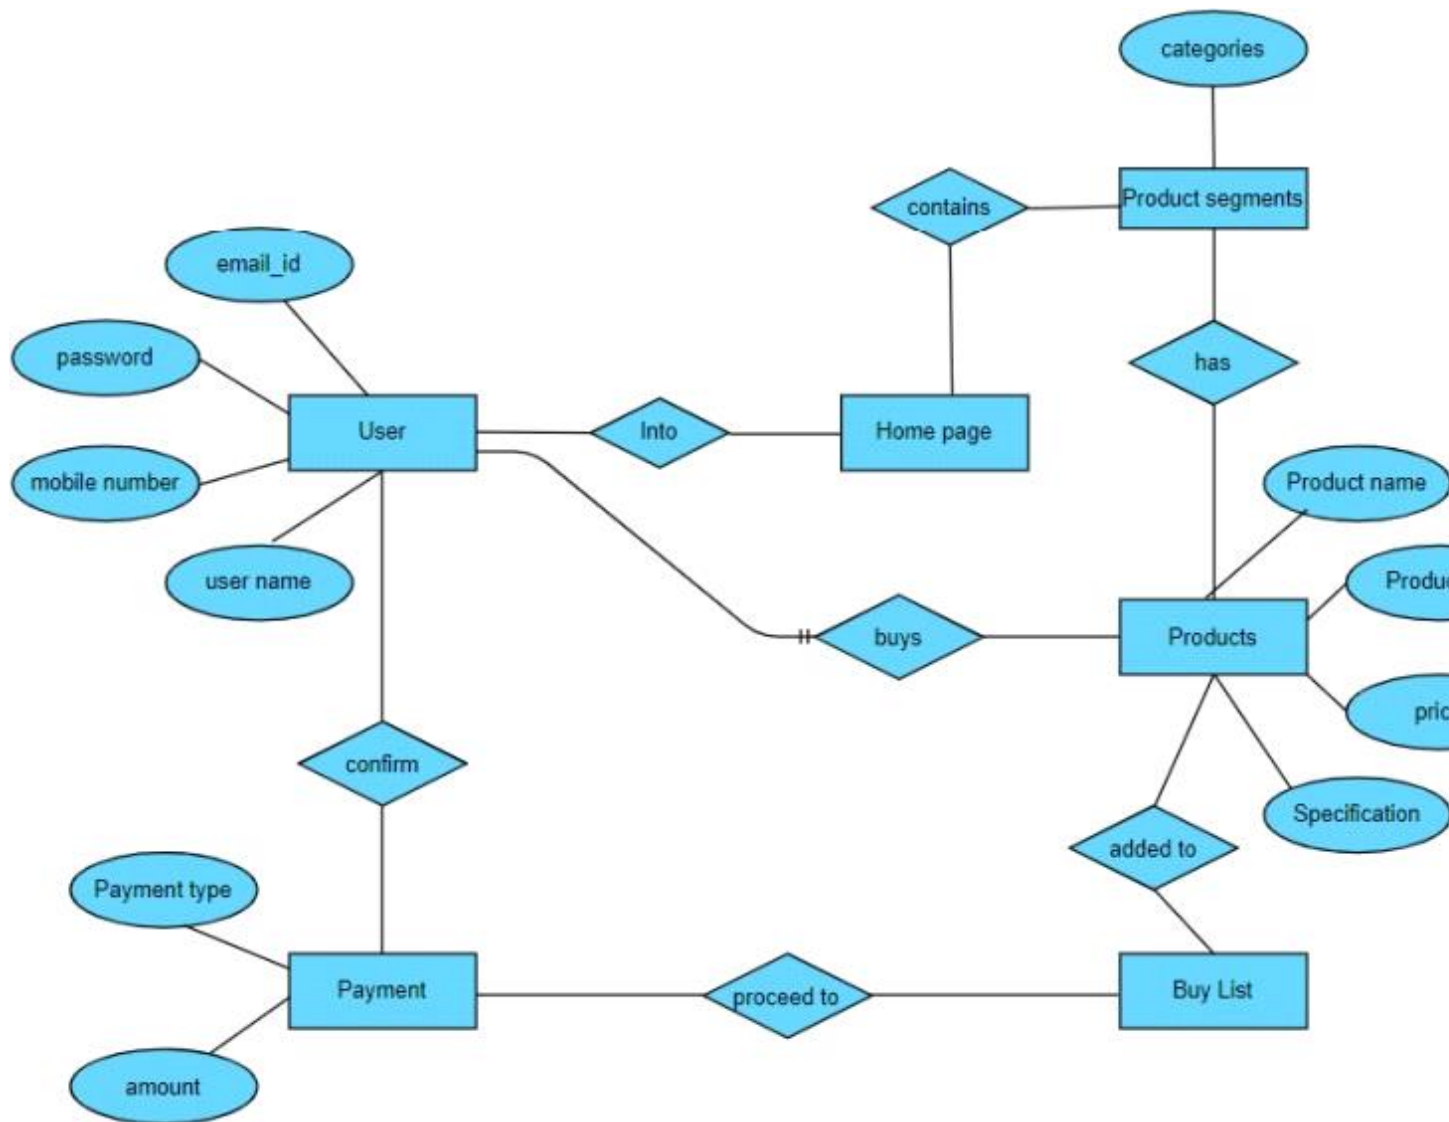 categories
contains
Product segments
email_id
password
has
User
Into
Home page
mobile number
Product name
user name
buys
Products
confirm
Specification
added to
Payment type
Payment
proceed to
Buy List
amount